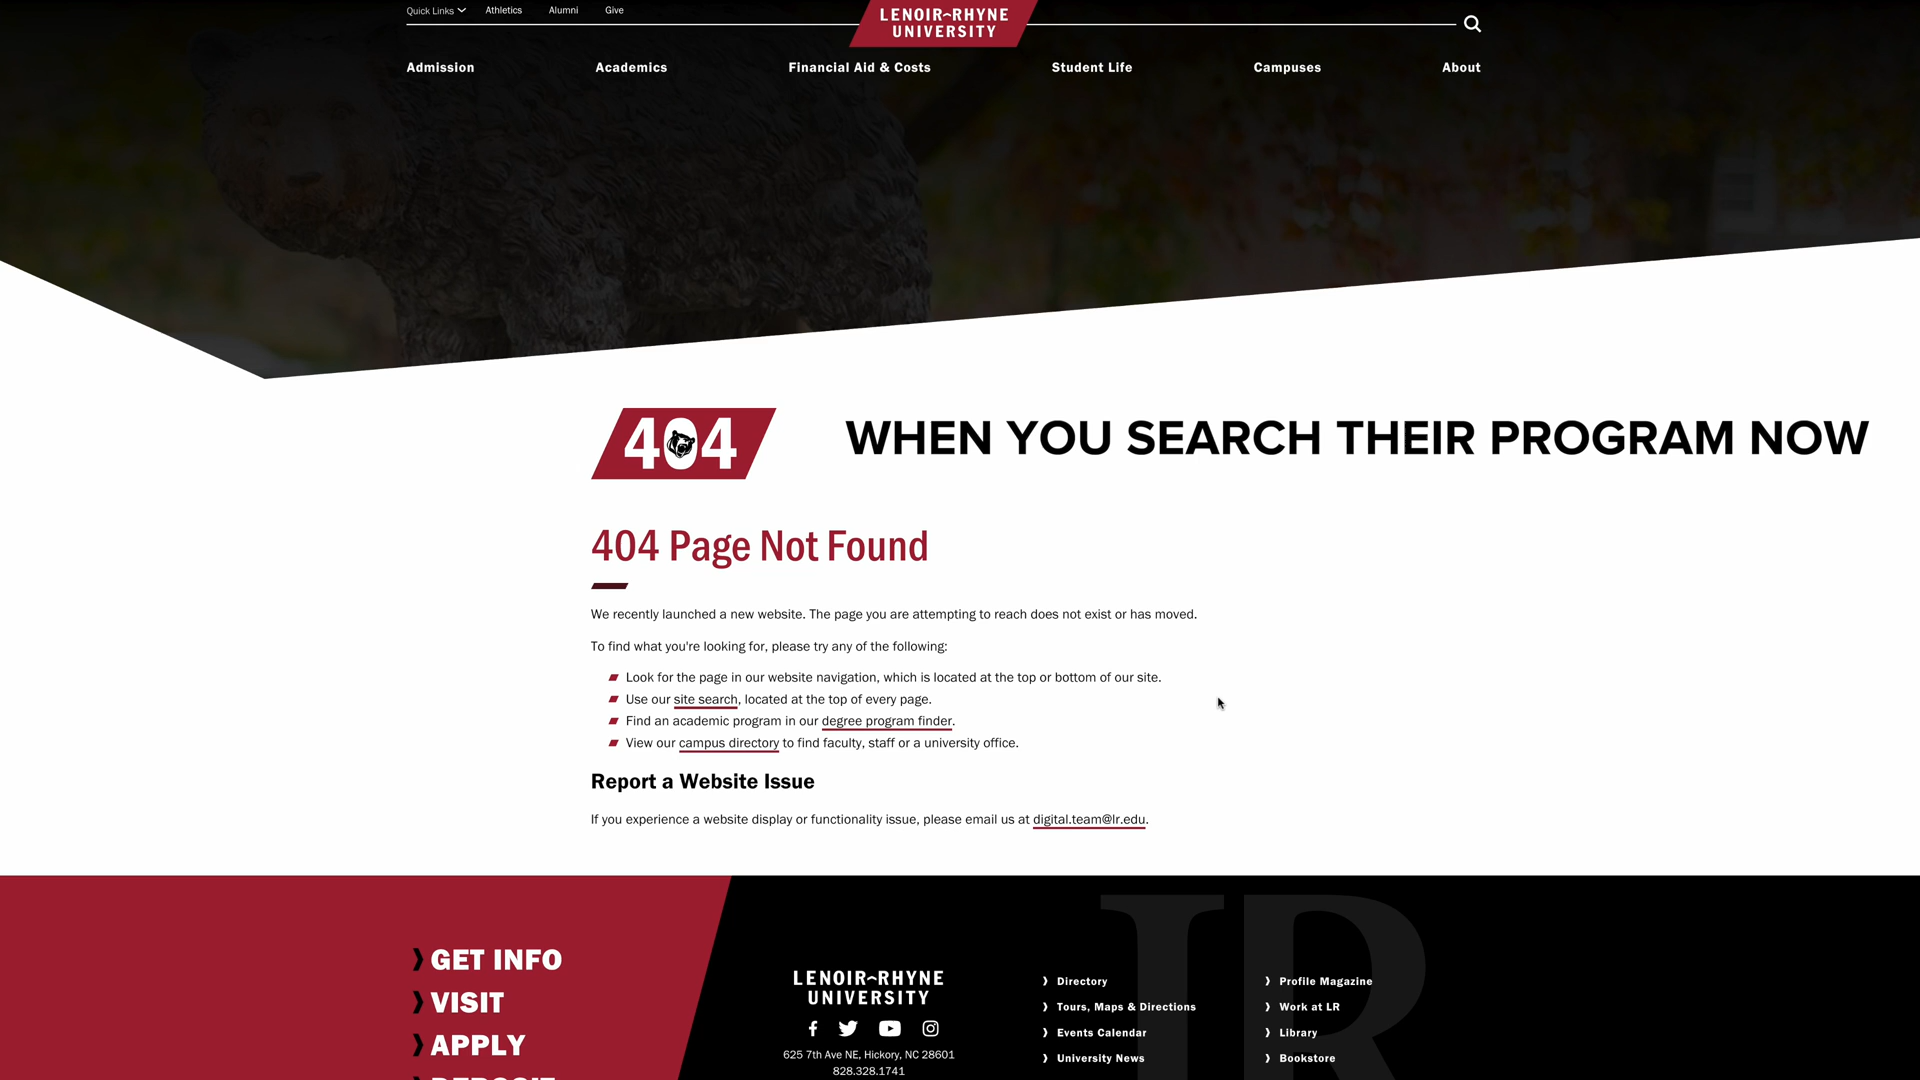 Quick Links
Athletics
Alumni
Give
LENOIR-RHYNE
UNIVERSITY
Admission
Academics
Financial Aid & Costs
Student Life
Campuses
About
404
WHEN YOU SEARCH THEIR PROGRAM NOW
404 Page Not Found
We recently launched a new website. The page you are attempting to reach does not exist or has moved.
To find what you're looking for, please try any of the following:
Look for the page in our website navigation, which is located at the top or bottom of our site.
Use our site search, located at the top of every page.
Find an academic program in our degree program finder.
View our campus directory to find faculty, staff or a university office.
Report a Website Issue
If you experience a website display or functionality issue, please email us at digital.team@lr.edu.
GET INFO
VISIT
APPLY
DEPOSIT
LENOIR-RHYNE
UNIVERSITY
625 7th Ave NE, Hickory, NC 28601
828.328.1741
Directory
Tours, Maps & Directions
Events Calendar
University News
Profile Magazine
Work at LR
Library
Bookstore
LR